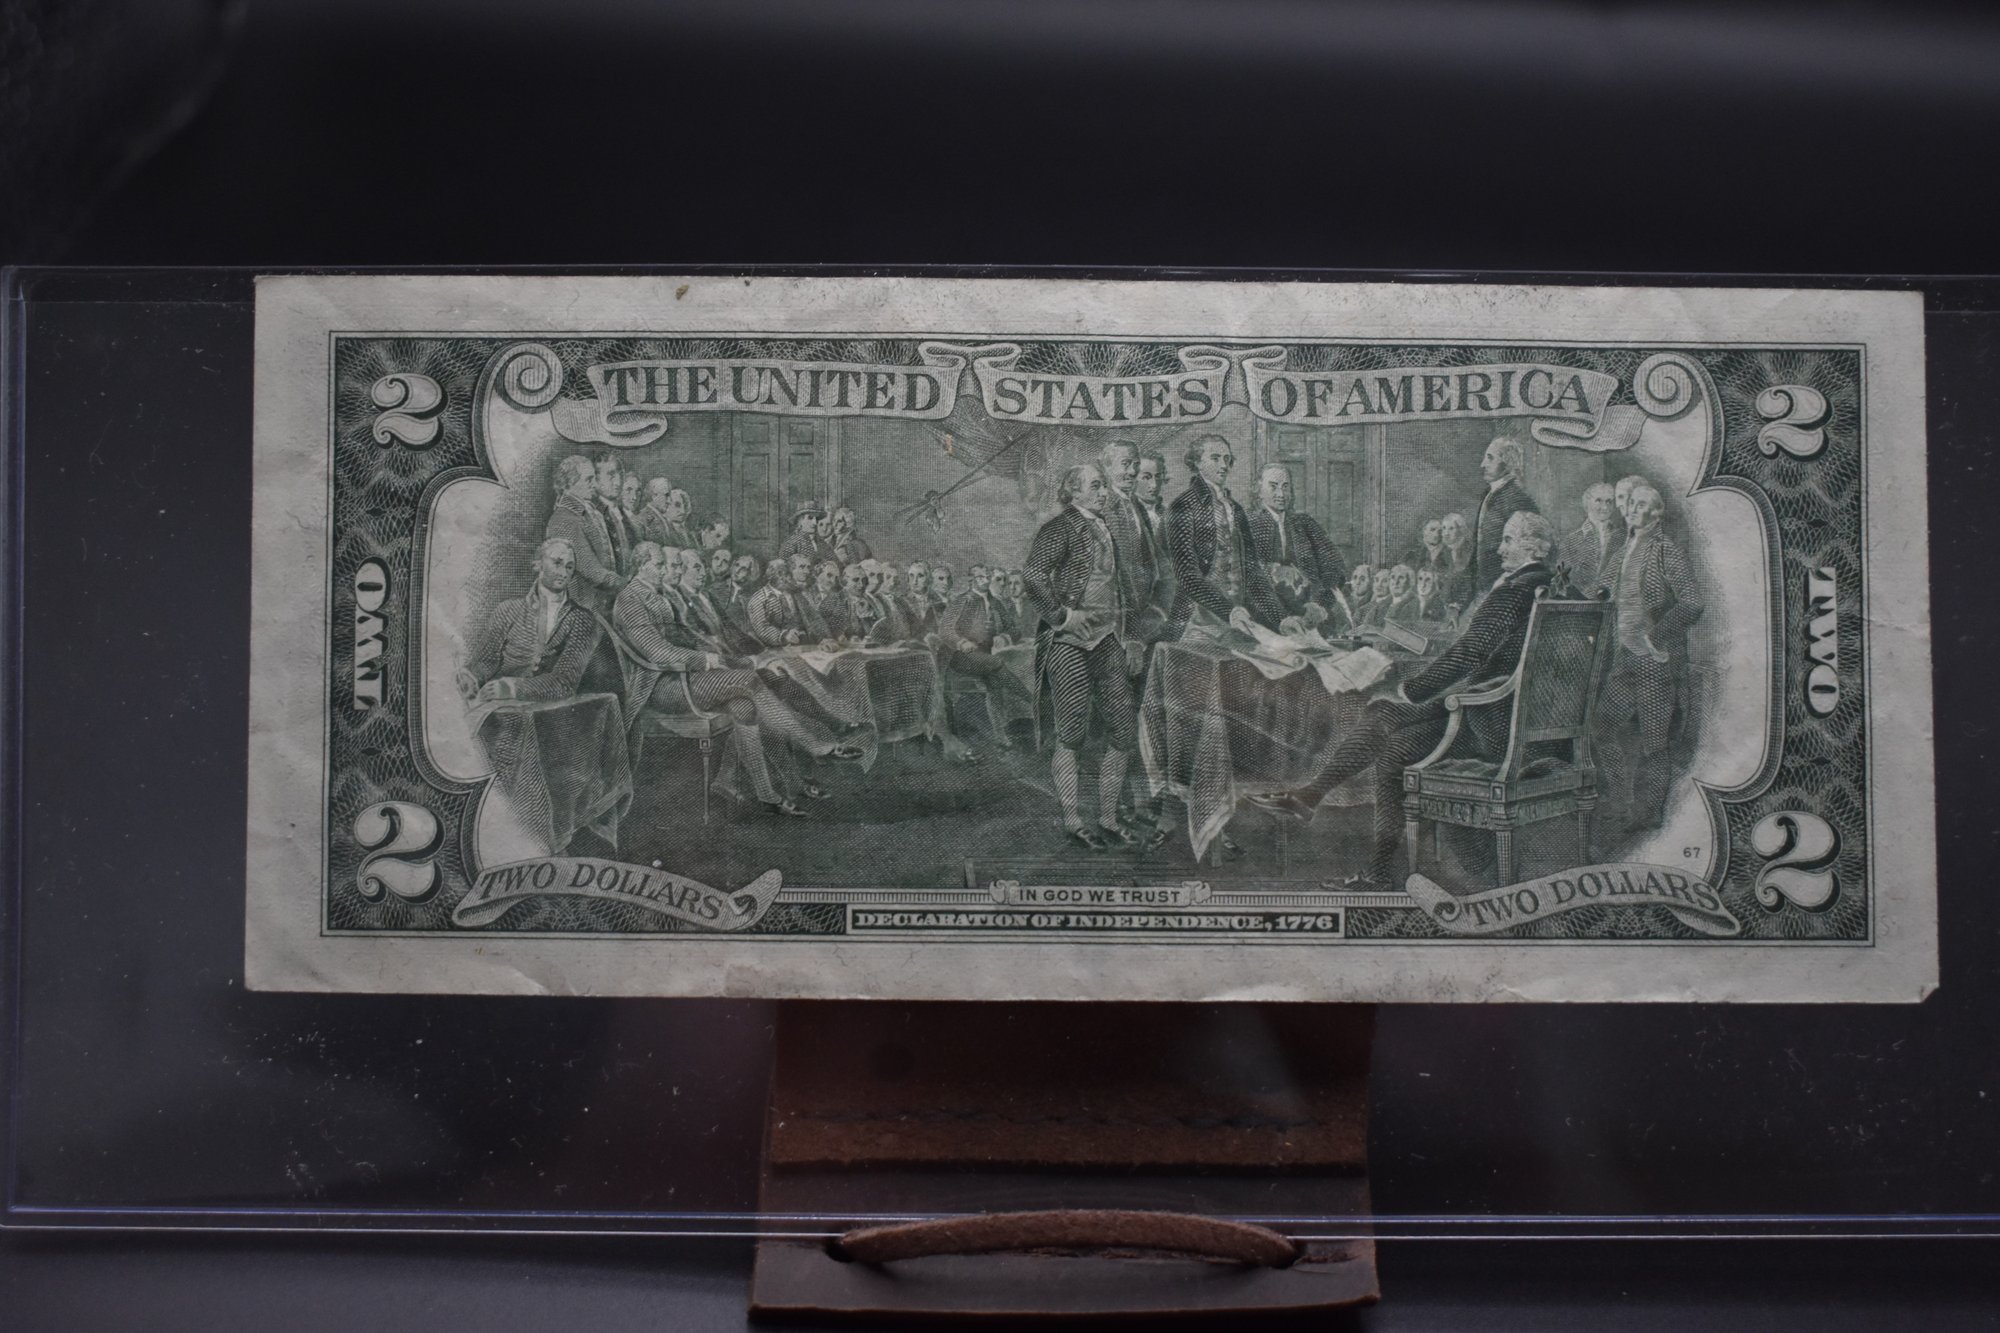 THE UNITED STATES OF AMERICA
2 2
TWO TWO
2 2
67
TWO DOLLARS TWO DOLLARS
IN GOD WE TRUST
DECLARATION OF INDEPENDENCE, 1776